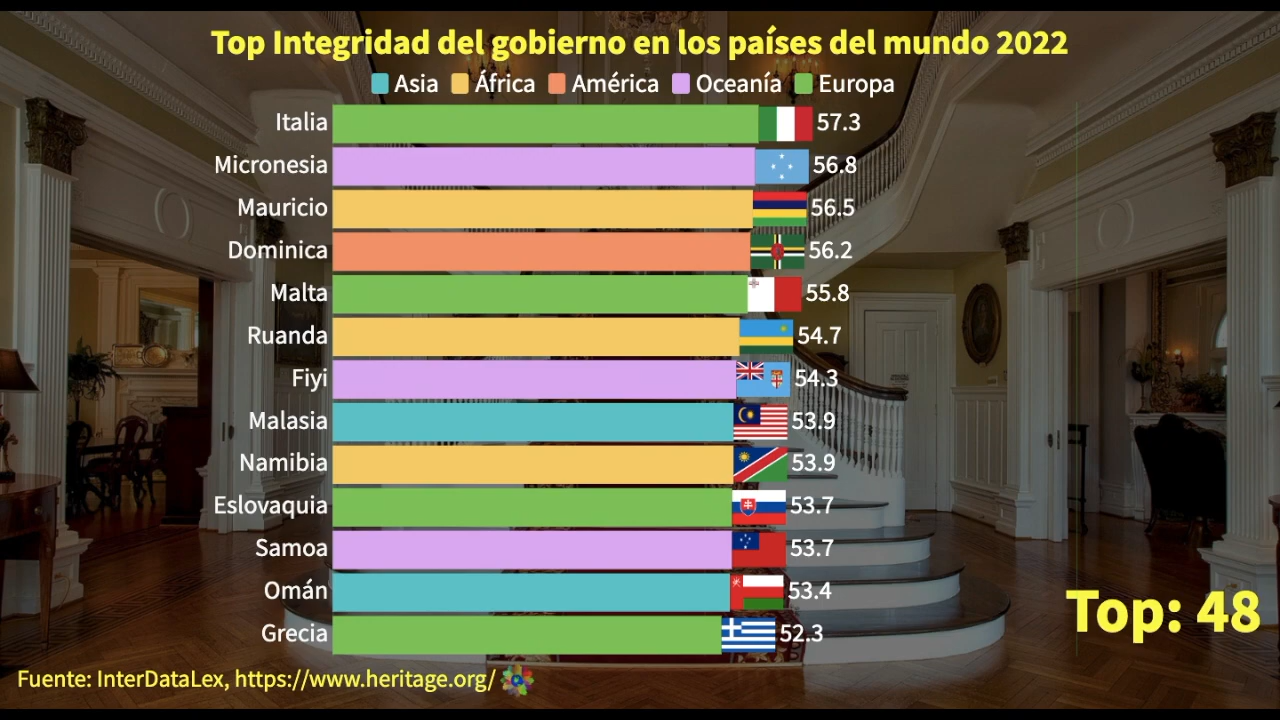 Top Integridad del gobierno en los países del mundo 2022
Asia África América Oceanía Europa
Italia 57.3
Micronesia 56.8
Mauricio 56.5
Dominica 56.2
Malta 55.8
Ruanda 54.7
Fiyi 54.3
Malasia 53.9
Namibia 53.9
Eslovaquia 53.7
Samoa 53.7
Omán 53.4
Grecia 52.3
Top: 48
Fuente: InterDataLex, https://www.heritage.org/